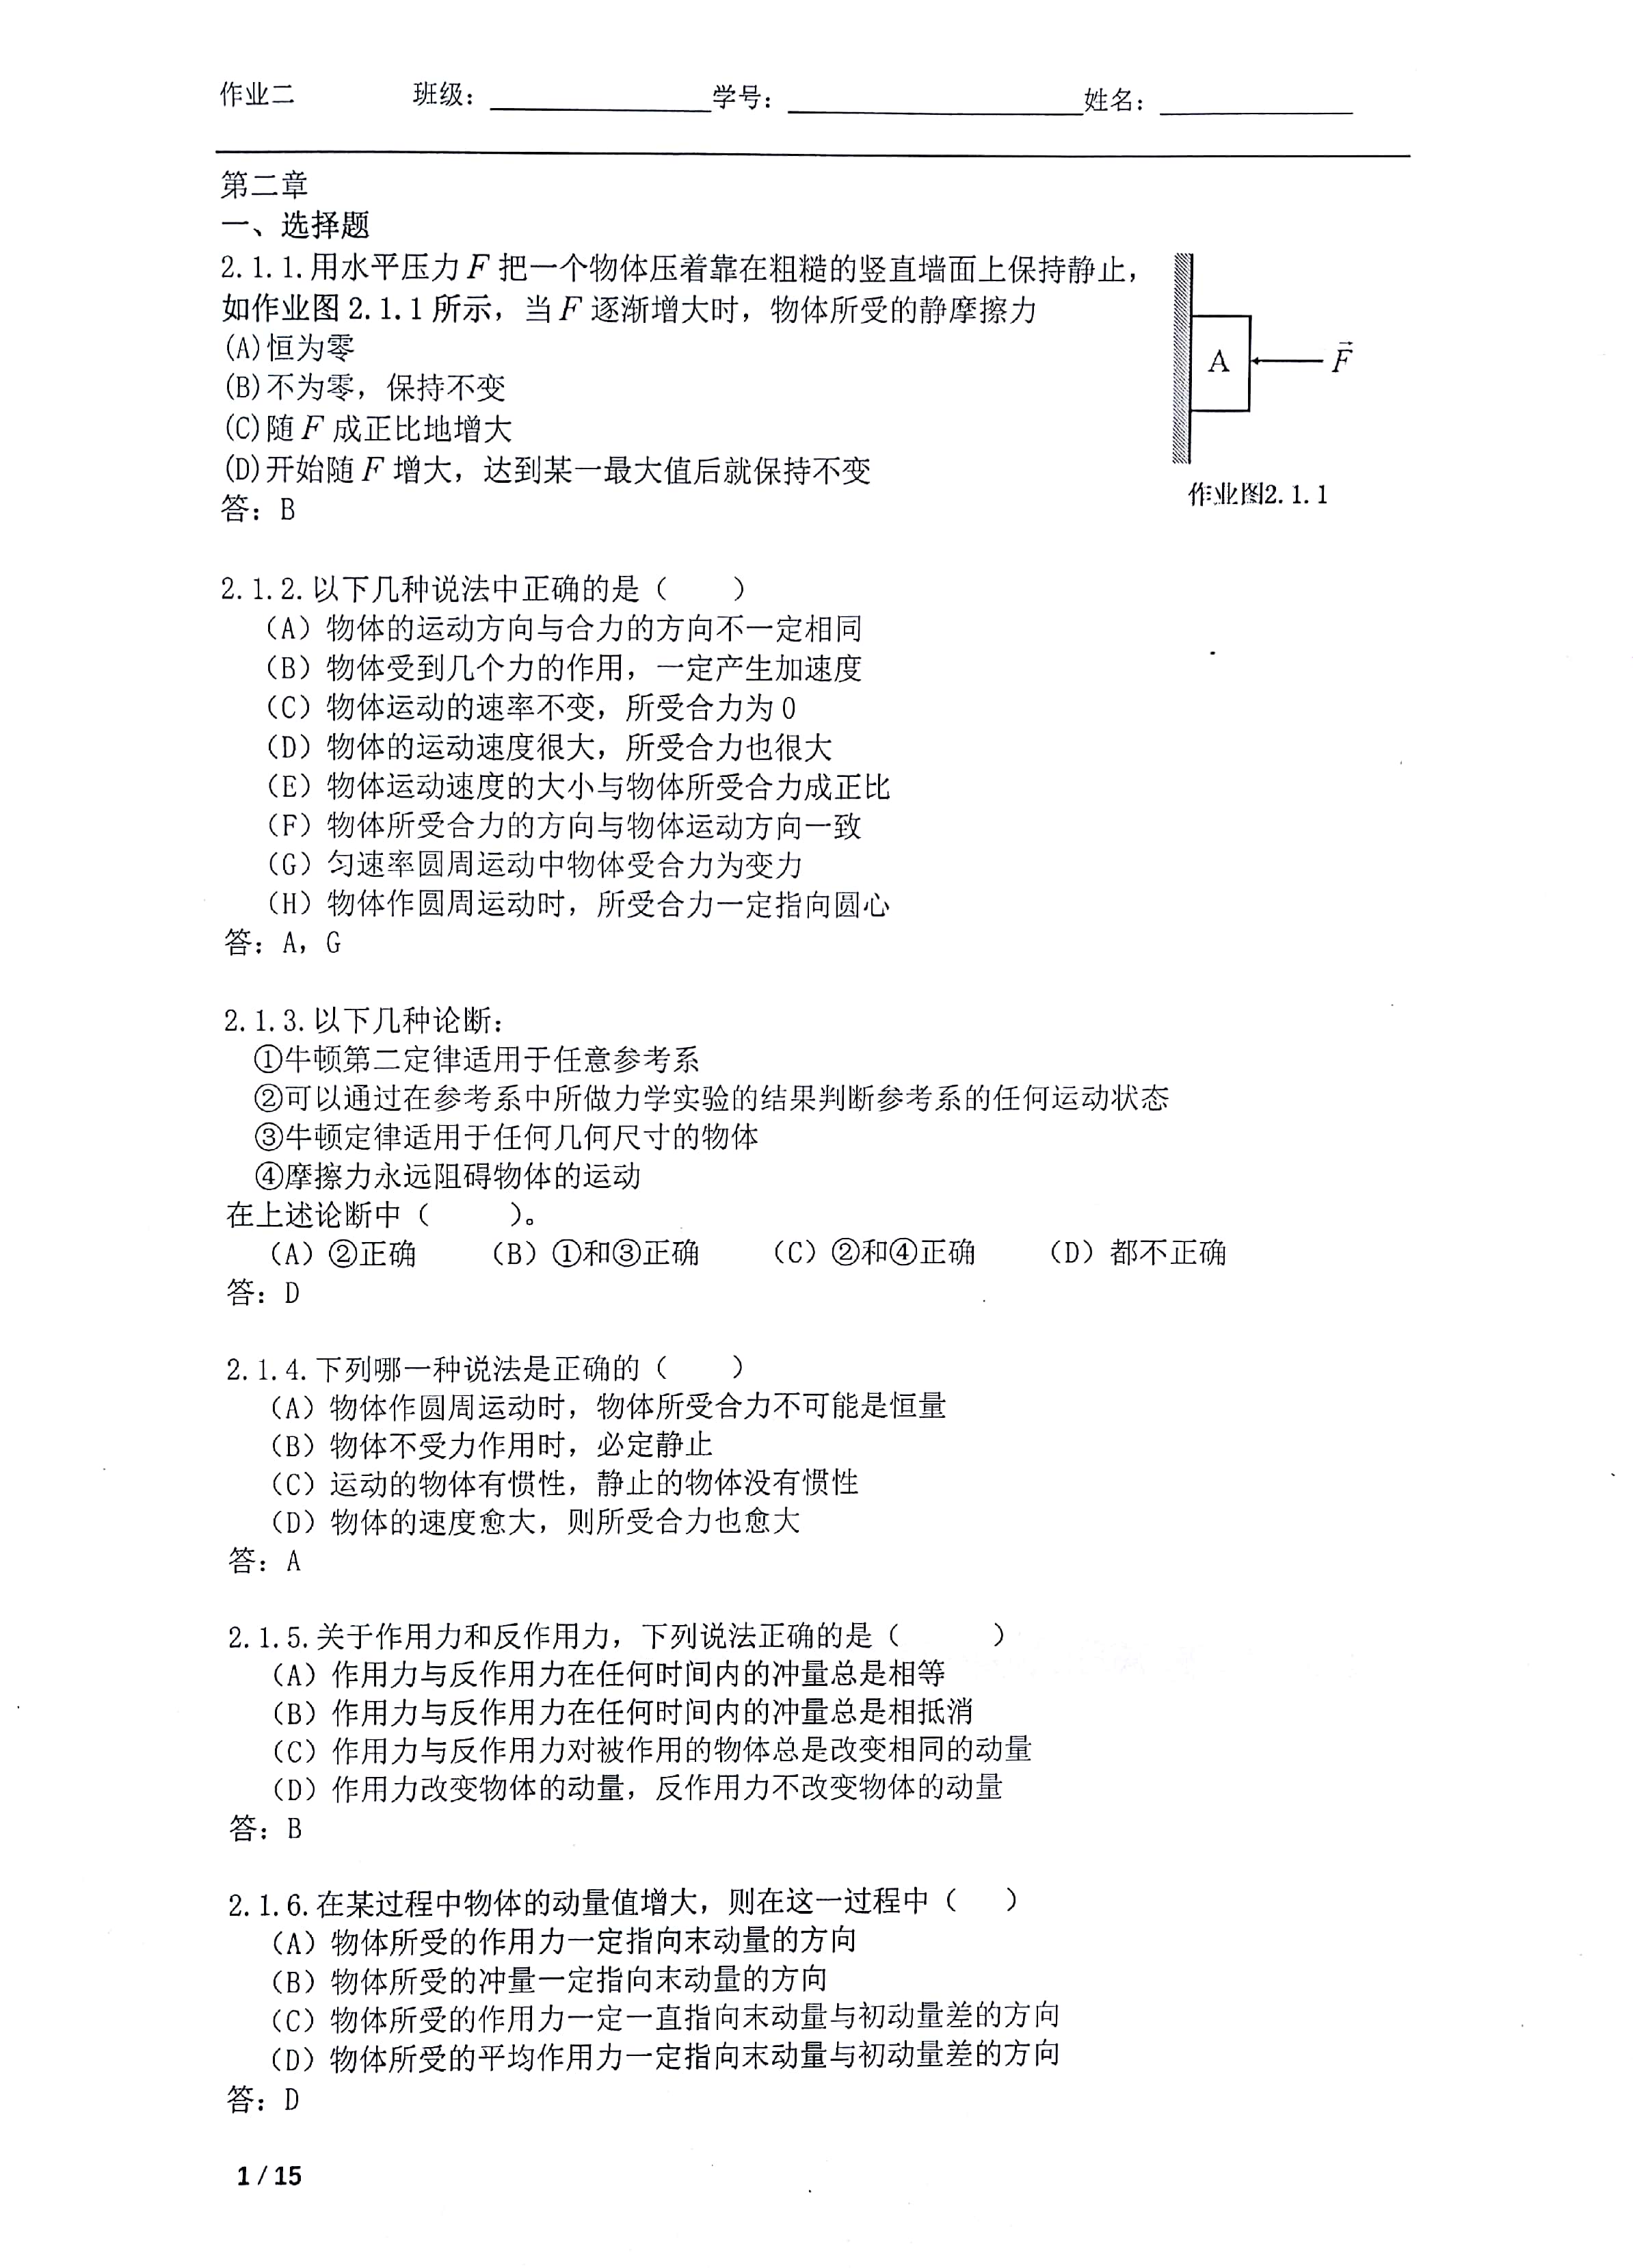 作业二 班级: 学号: 姓名:
第二章
一、选择题
2.1.1.用水平压力F把一个物体压着靠在粗糙的竖直墙面上保持静止，
如作业图2.1.1所示，当F逐渐增大时，物体所受的静摩擦力
(A)恒为零
(B)不为零，保持不变
(C)随F成正比地增大
(D)开始随F增大，达到某一最大值后就保持不变
答：B
A F⃗
作业图2.1.1
2.1.2.以下几种说法中正确的是（ ）
（A）物体的运动方向与合力的方向不一定相同
（B）物体受到几个力的作用，一定产生加速度
（C）物体运动的速率不变，所受合力为0
（D）物体的运动速度很大，所受合力也很大
（E）物体运动速度的大小与物体所受合力成正比
（F）物体所受合力的方向与物体运动方向一致
（G）匀速率圆周运动中物体受合力为变力
（H）物体作圆周运动时，所受合力一定指向圆心
答：A，G
2.1.3.以下几种论断：
①牛顿第二定律适用于任意参考系
②可以通过在参考系中所做力学实验的结果判断参考系的任何运动状态
③牛顿定律适用于任何几何尺寸的物体
④摩擦力永远阻碍物体的运动
在上述论断中（ ）。
（A）②正确 （B）①和③正确 （C）②和④正确 （D）都不正确
答：D
2.1.4.下列哪一种说法是正确的（ ）
（A）物体作圆周运动时，物体所受合力不可能是恒量
（B）物体不受力作用时，必定静止
（C）运动的物体有惯性，静止的物体没有惯性
（D）物体的速度愈大，则所受合力也愈大
答：A
2.1.5.关于作用力和反作用力，下列说法正确的是（ ）
（A）作用力与反作用力在任何时间内的冲量总是相等
（B）作用力与反作用力在任何时间内的冲量总是相抵消
（C）作用力与反作用力对被作用的物体总是改变相同的动量
（D）作用力改变物体的动量，反作用力不改变物体的动量
答：B
2.1.6.在某过程中物体的动量值增大，则在这一过程中（ ）
（A）物体所受的作用力一定指向末动量的方向
（B）物体所受的冲量一定指向末动量的方向
（C）物体所受的作用力一定一直指向末动量与初动量差的方向
（D）物体所受的平均作用力一定指向末动量与初动量差的方向
答：D
1 / 15